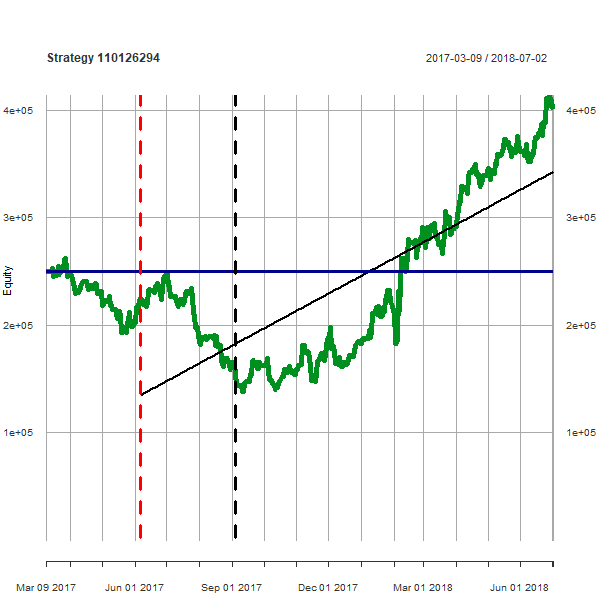 Strategy 110126294
2017-03-09 / 2018-07-02
4e+05
4e+05
3e+05
3e+05
Equity
2e+05
2e+05
1e+05
1e+05
Mar 09 2017
Jun 01 2017
Sep 01 2017
Dec 01 2017
Mar 01 2018
Jun 01 2018